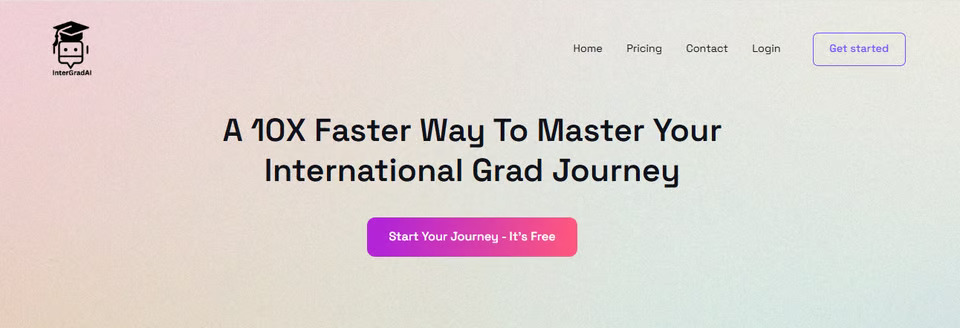 InterGradAI
Home Pricing Contact Login Get started
A 10X Faster Way To Master Your
International Grad Journey
Start Your Journey - It's Free